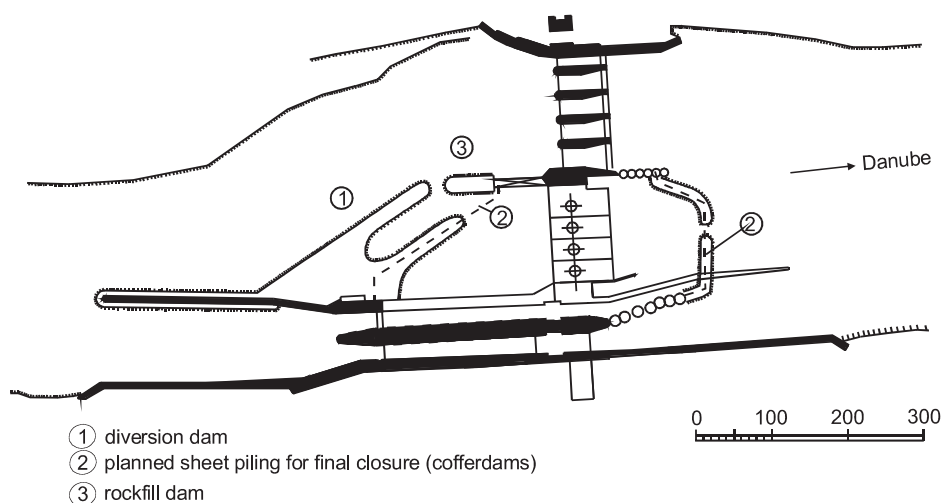 ③
①
Danube
②
②
① diversion dam
② planned sheet piling for final closure (cofferdams)
③ rockfill dam
0 100 200 300